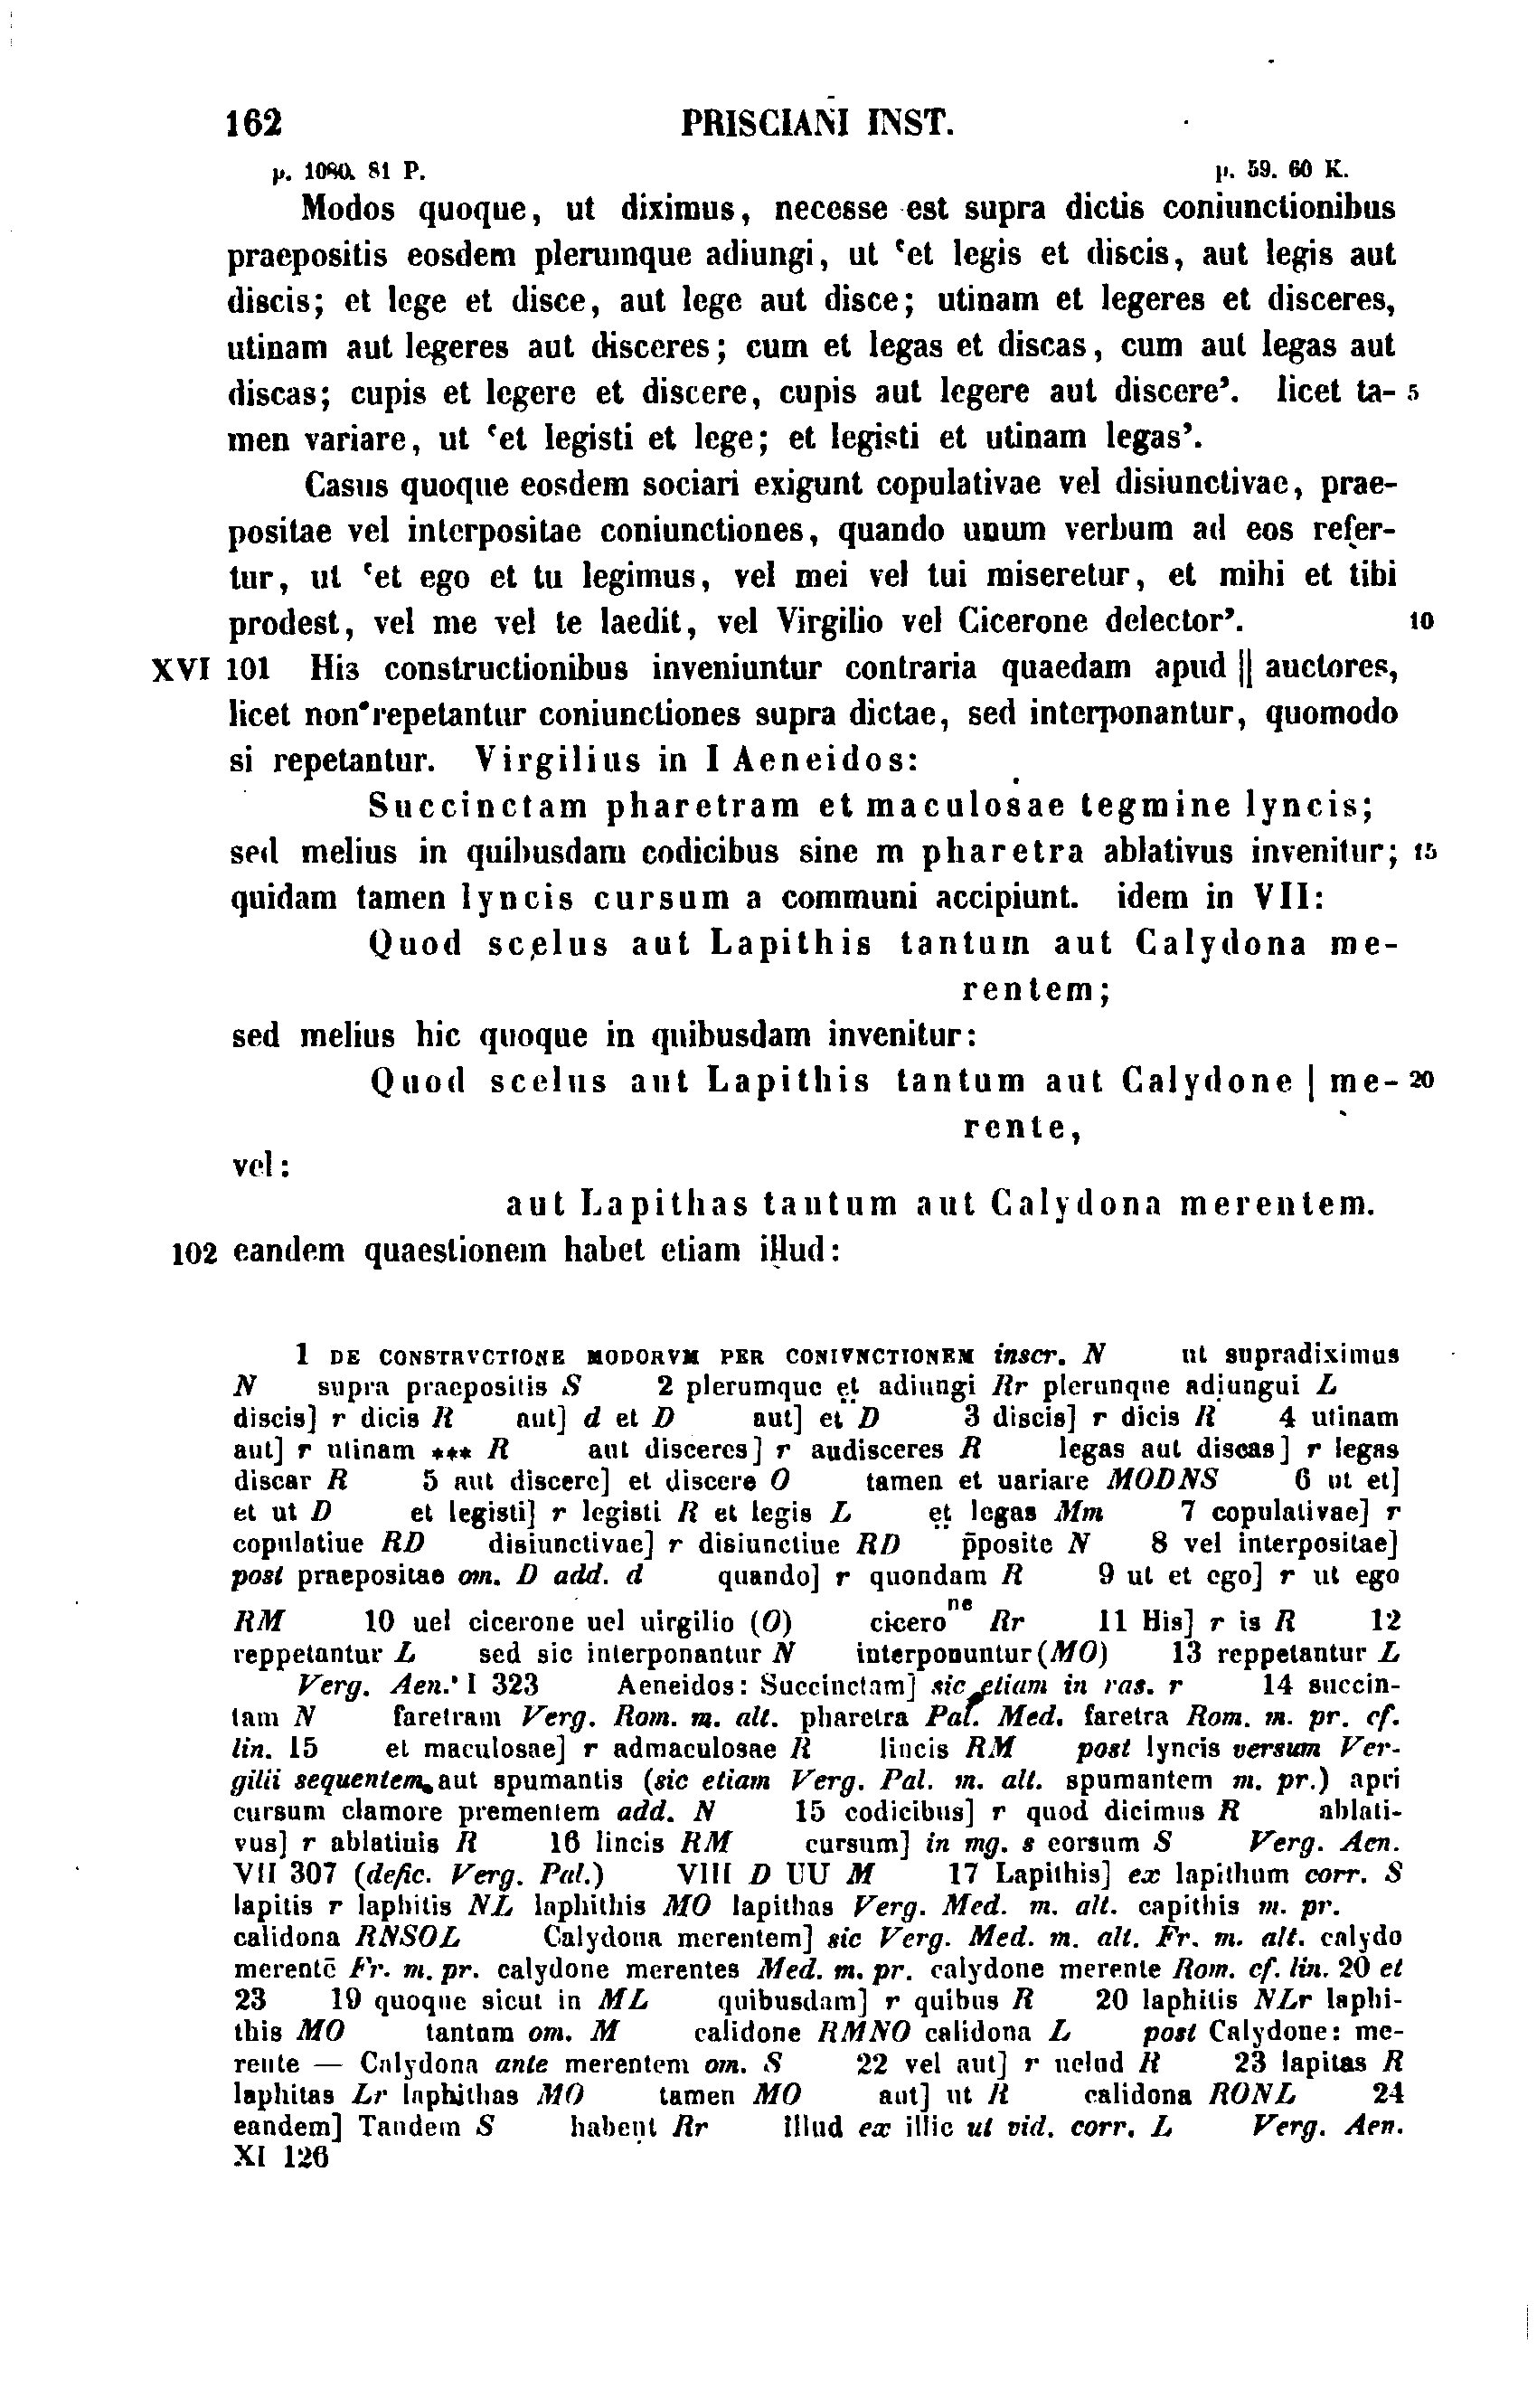 162 PRISCIANI INST.
p. 1080. 81 P. p. 59. 60 K.
Modos quoque, ut diximus, necesse est supra dictis coniunctionibus
praepositis eosdem plerumque adiungi, ut ‘et legis et discis, aut legis aut
discis; et lege et disce, aut lege aut disce; utinam et legeres et disceres,
utinam aut legeres aut disceres; cum et legas et discas, cum aut legas aut
discas; cupis et legere et discere, cupis aut legere aut discere’. licet ta- 5
men variare, ut ‘et legisti et lege; et legisti et utinam legas’.
Casus quoque eosdem sociari exigunt copulativae vel disiunctivae, prae-
positae vel interpositae coniunctiones, quando unum verbum ad eos refer-
tur, ut ‘et ego et tu legimus, vel mei vel tui miseretur, et mihi et tibi
prodest, vel me vel te laedit, vel Virgilio vel Cicerone delector’. 10
XVI 101 His constructionibus inveniuntur contraria quaedam apud || auctores,
licet non repetantur coniunctiones supra dictae, sed interponantur, quomodo
si repetantur. Virgilius in I Aeneidos:
Succinctam pharetram et maculosae tegmine lyncis;
sed melius in quibusdam codicibus sine m pharetra ablativus invenitur; 15
quidam tamen lyncis cursum a communi accipiunt. idem in VII:
Quod scelus aut Lapithis tantum aut Calydona me-
rentem;
sed melius hic quoque in quibusdam invenitur:
Quod scelus aut Lapithis tantum aut Calydone | me- 20
rente,
vel:
aut Lapithas tantum aut Calydona merentem.
102 eandem quaestionem habet etiam illud:
1 DE CONSTRVCTIONE MODORVM PER CONIVNCTIONEM inscr. N ut supradiximus
N supra praepositis S 2 plerumque ẹṭ adiungi Rr plerunque adiungui L
discis] r dicis R aut] d et D aut] et D 3 discis] r dicis R 4 utinam
aut] r utinam *** R aut disceres] r audisceres R legas aut discas] r legas
discar R 5 aut discere] et discere O tamen et uariare MODNS 6 ut et]
et ut D et legisti] r legisti R et legis L ẹṭ legas Mm 7 copulativae] r
copulatiue RD disiunctivae] r disiunctiue RD p̄posite N 8 vel interpositae]
post praepositae om. D add. d quando] r quondam R 9 ut et ego] r ut ego
RM 10 uel cicerone uel uirgilio (O) cicero^ne Rr 11 His] r is R 12
reppetantur L sed sic interponantur N interponuntur (MO) 13 reppetantur L
Verg. Aen. I 323 Aeneidos: Succinctam] sic etiam in ras. r 14 succin-
tam N faretram Verg. Rom. m. alt. pharetra Pal. Med. faretra Rom. m. pr. cf.
lin. 15 et maculosae] r admaculosae R lincis RM post lyncis versum Ver-
gilii sequentem aut spumantis (sic etiam Verg. Pal. m. alt. spumantem m. pr.) apri
cursum clamore prementem add. N 15 codicibus] r quod dicimus R ablati-
vus] r ablatiuis R 16 lincis RM cursum] in mg. s corsum S Verg. Aen.
VII 307 (defic. Verg. Pal.) VIII D UU M 17 Lapithis] ex lapithum corr. S
lapitis r laphitis NL laphithis MO lapithas Verg. Med. m. alt. capithis m. pr.
calidona RNSOL Calydona merentem] sic Verg. Med. m. alt. Fr. m. alt. calydo
merentē Fr. m. pr. calydone merentes Med. m. pr. calydone merente Rom. cf. lin. 20 et
23 19 quoque sicut in ML quibusdam] r quibus R 20 laphitis NLr laphi-
this MO tantum om. M calidone RMNO calidona L post Calydone: me-
rente — Calydona ante merentem om. S 22 vel aut] r uelud R 23 lapitas R
laphitas Lr laphithas MO tamen MO aut] ut R calidona RONL 24
eandem] Tandem S habeṇt Rr illud ex illic ut vid. corr. L Verg. Aen.
XI 126